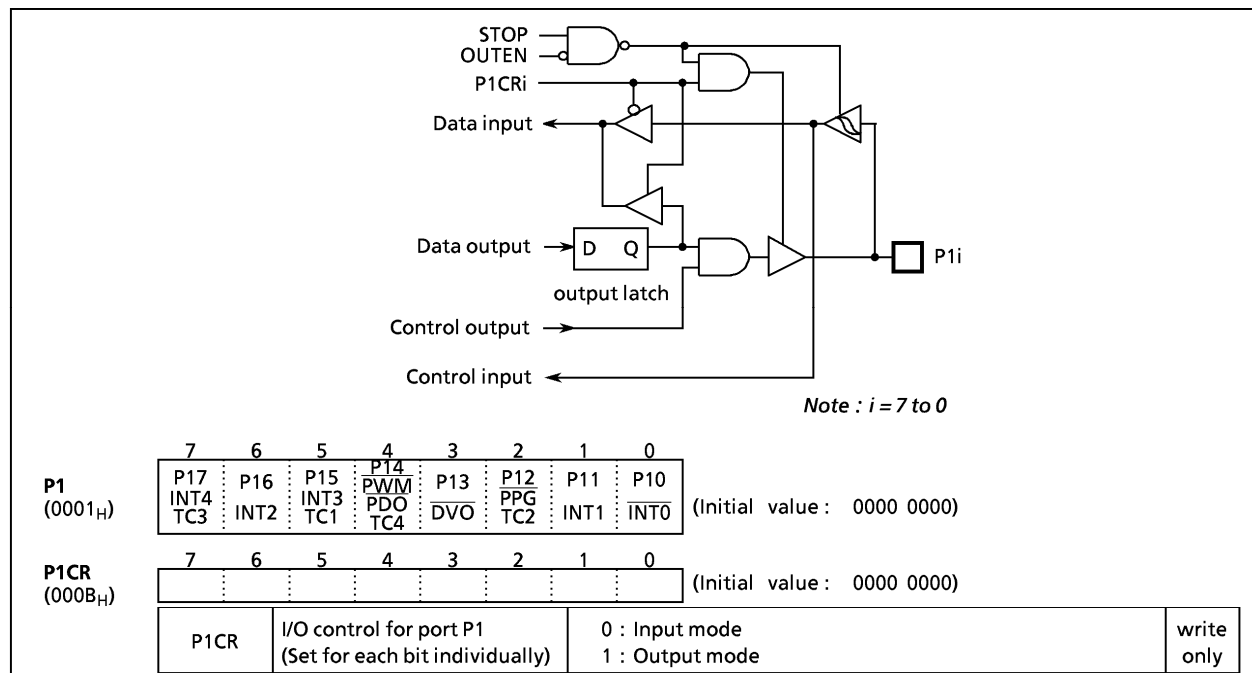 STOP
OUTEN
P1CRi
Data input
Data output
D Q
P1i
output latch
Control output
Control input
Note : i = 7 to 0
7 6 5 4 3 2 1 0
P1
(0001H)
P17 INT4 TC3
P16 INT2
P15 INT3 TC1
P14 PWM PDO TC4
P13 DVO
P12 PPG TC2
P11 INT1
P10 INT0
(Initial value : 0000 0000)
7 6 5 4 3 2 1 0
P1CR
(000BH)
(Initial value : 0000 0000)
P1CR
I/O control for port P1
(Set for each bit individually)
0 : Input mode
1 : Output mode
write
only